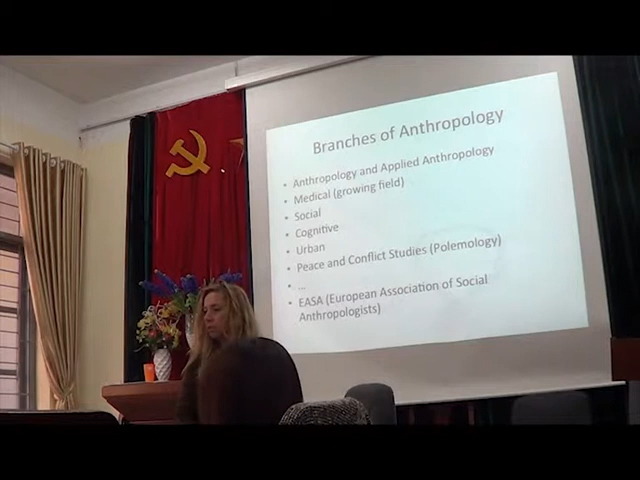 Branches of Anthropology
• Anthropology and Applied Anthropology
• Medical (growing field)
• Social
• Cognitive
• Urban
• Peace and Conflict Studies (Polemology)
• ...
• EASA (European Association of Social
Anthropologists)